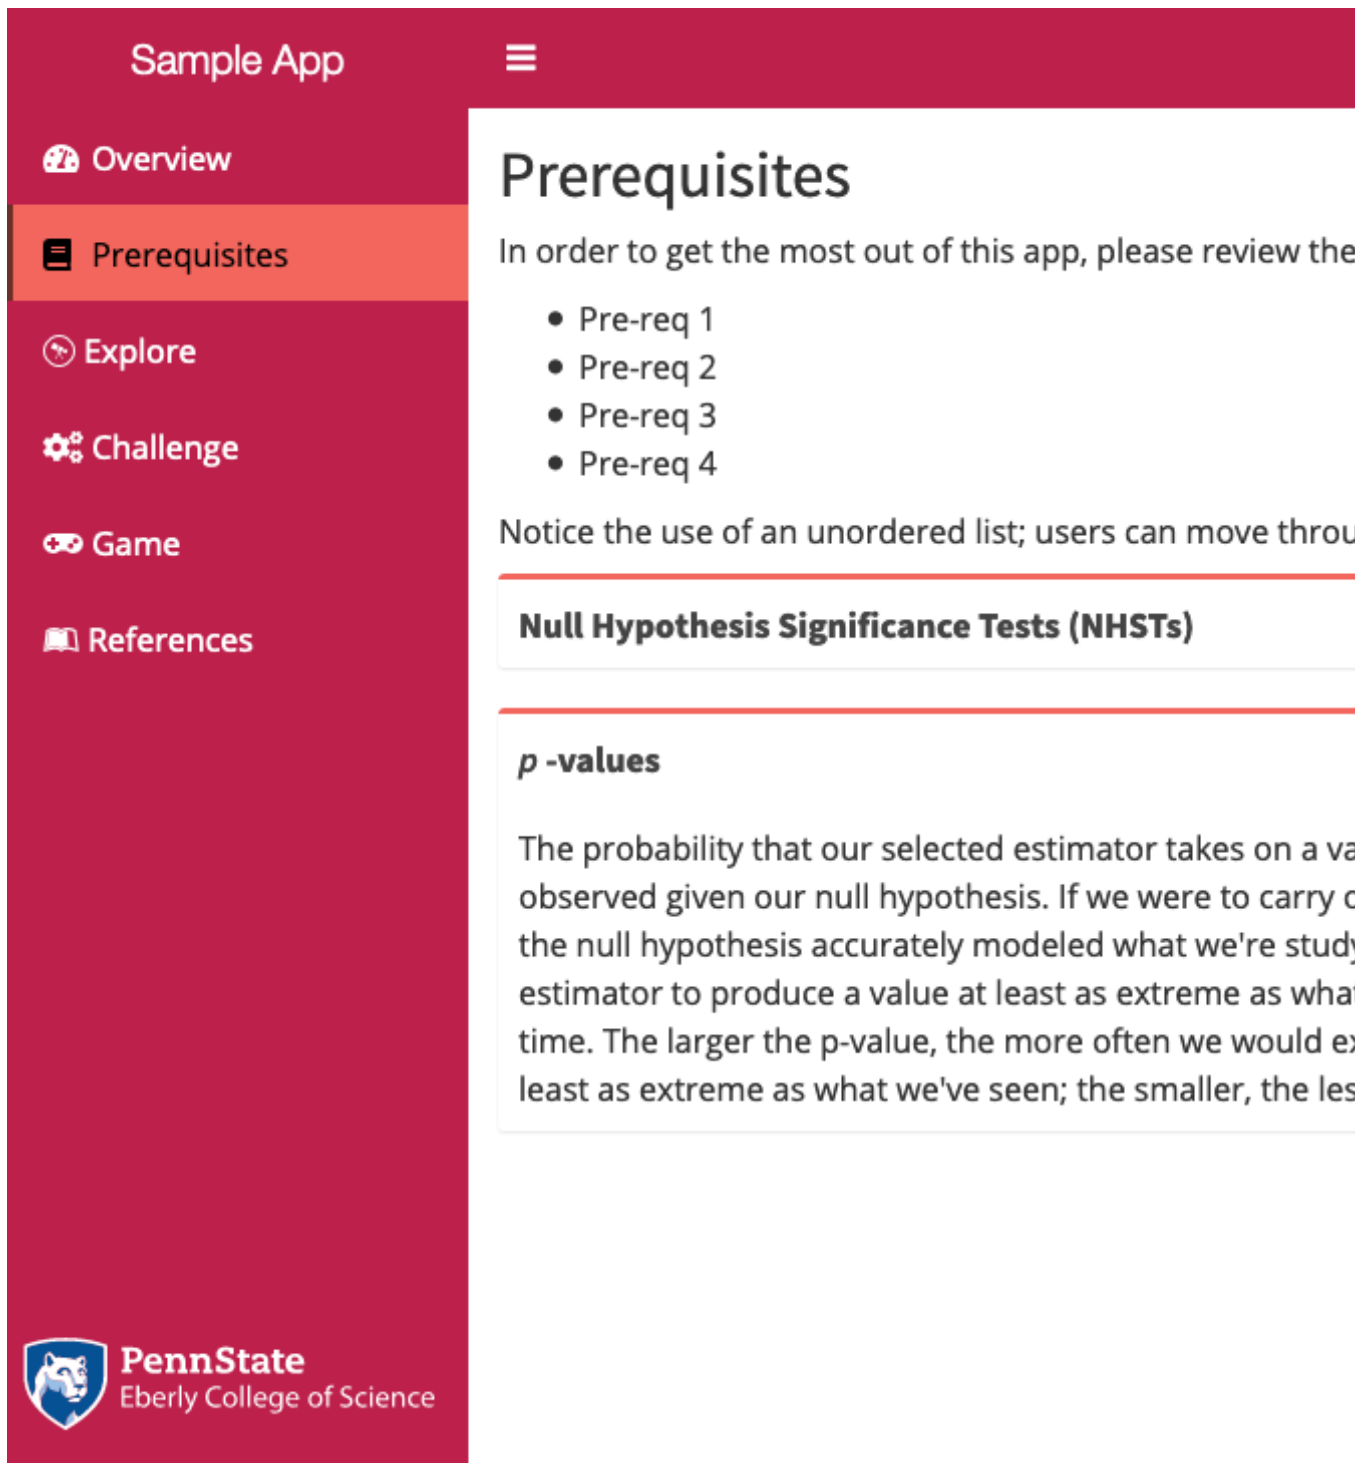 Sample App
Overview
Prerequisites
Explore
Challenge
Game
References
PennState
Eberly College of Science
Prerequisites
In order to get the most out of this app, please review the
Pre-req 1
Pre-req 2
Pre-req 3
Pre-req 4
Notice the use of an unordered list; users can move throu
Null Hypothesis Significance Tests (NHSTs)
p -values
The probability that our selected estimator takes on a va
observed given our null hypothesis. If we were to carry
the null hypothesis accurately modeled what we're study
estimator to produce a value at least as extreme as what
time. The larger the p-value, the more often we would ex
least as extreme as what we've seen; the smaller, the les